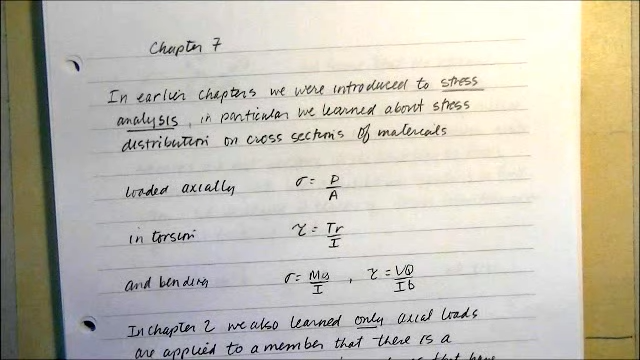 Chapter 7
In earlier chapters we were introduced to stress
analysis, in particular we learned about stress
distribution on cross sections of materials
loaded axially σ = P/A
in torsion τ = Tr/I
and bending σ = My/I , τ = VQ/Ib
In chapter 2 we also learned only axial loads
are applied to a member that there is a
that have